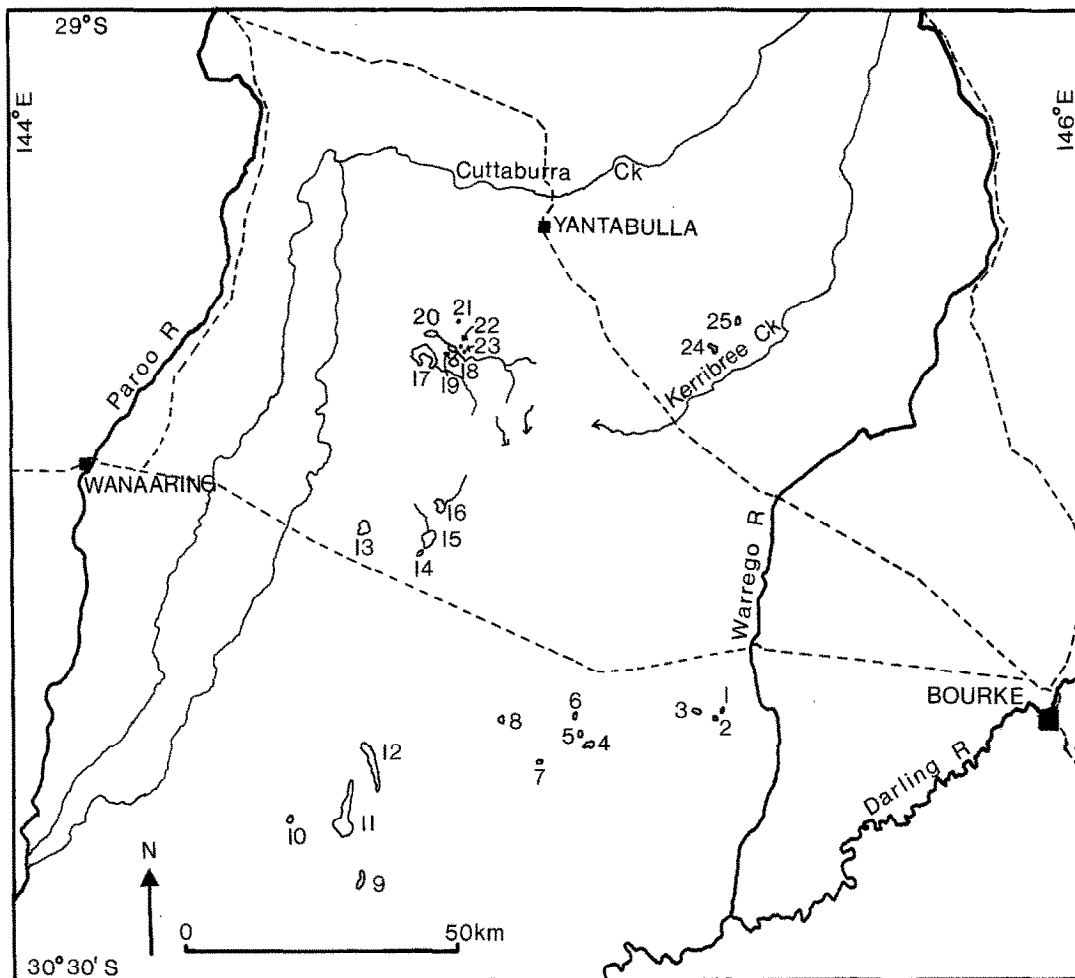 29°S
144°E
146°E
Cuttaburra Ck
YANTABULLA
Paroo R
20
21
22
23
17
19
18
18
25
24
Kerribree Ck
WANAARING
16
15
14
13
Warrego R
BOURKE
Darling R
1
2
3
6
5
4
8
7
12
11
10
9
N
0
50km
30°30'S